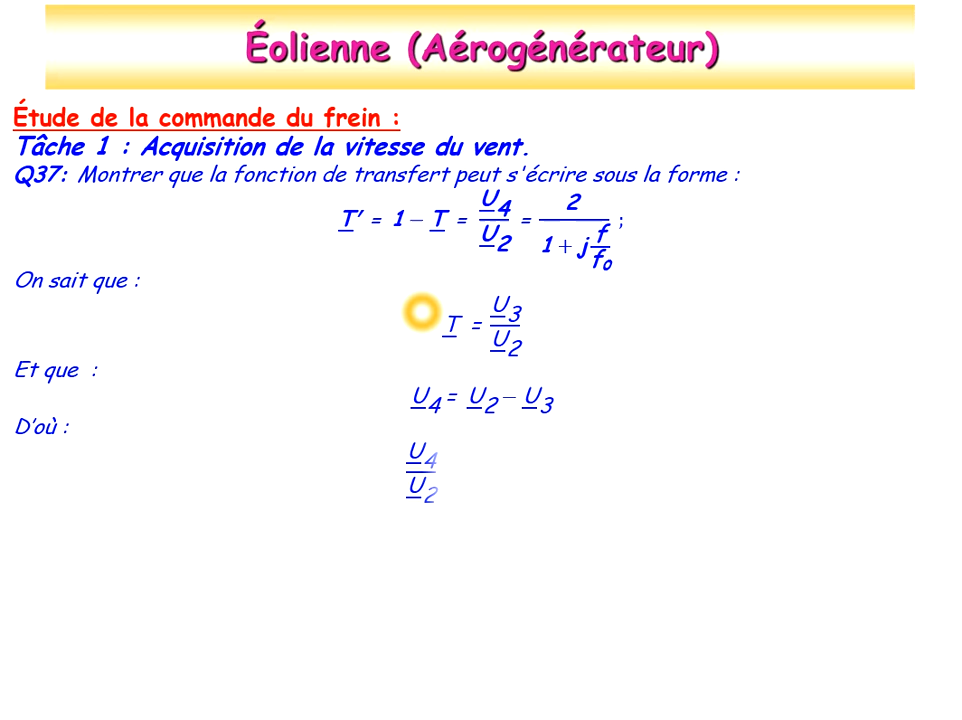 Éolienne (Aérogénérateur)
Étude de la commande du frein :
Tâche 1 : Acquisition de la vitesse du vent.
Q37: Montrer que la fonction de transfert peut s'écrire sous la forme :
T' = 1 − T = U4 / U2 = 2 / (1 + j f / fo) ;
On sait que :
T = U3 / U2
Et que :
U4 = U2 − U3
D'où :
U4 / U2